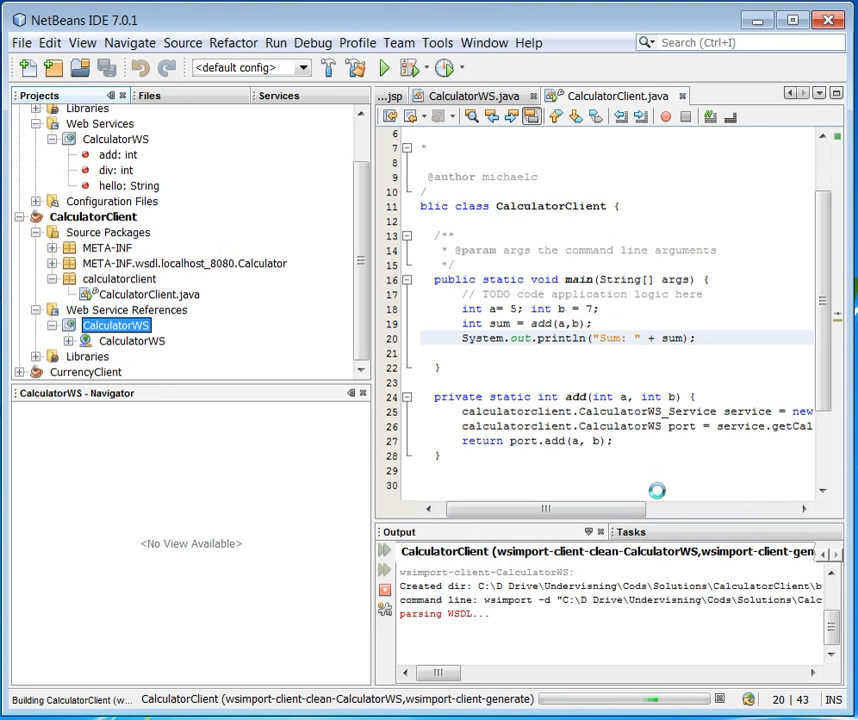 NetBeans IDE 7.0.1
File Edit View Navigate Source Refactor Run Debug Profile Team Tools Window Help
Search (Ctrl+I)
<default config>
Projects
Files
Services
Libraries
Web Services
CalculatorWS
add: int
div: int
hello: String
Configuration Files
CalculatorClient
Source Packages
META-INF
META-INF.wsdl.localhost_8080.Calculator
calculatorclient
CalculatorClient.java
Web Service References
CalculatorWS
CalculatorWS
Libraries
CurrencyClient
CalculatorWS - Navigator
<No View Available>
...jsp CalculatorWS.java CalculatorClient.java
6
7 *
8
9 @author michaelc
10 /
11 blic class CalculatorClient {
12
13 /**
14 * @param args the command line arguments
15 */
16 public static void main(String[] args) {
17 // TODO code application logic here
18 int a= 5; int b = 7;
19 int sum = add(a,b);
20 System.out.println("Sum: " + sum);
21
22 }
23
24 private static int add(int a, int b) {
25 calculatorclient.CalculatorWS_Service service = new
26 calculatorclient.CalculatorWS port = service.getCal
27 return port.add(a, b);
28 }
29
30
Output
Tasks
CalculatorClient (wsimport-client-clean-CalculatorWS,wsimport-client-gen
wsimport-client-CalculatorWS:
Created dir: C:\D Drive\Undervisning\Cods\Solutions\CalculatorClient\b
command line: wsimport -d "C:\D Drive\Undervisning\Cods\Solutions\Calc
parsing WSDL...
Building CalculatorClient (w...
CalculatorClient (wsimport-client-clean-CalculatorWS,wsimport-client-generate)
20 | 43 INS